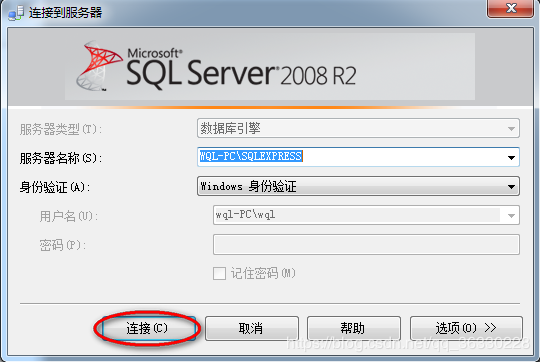 连接到服务器
Microsoft®
SQL Server® 2008 R2
服务器类型(T):
数据库引擎
服务器名称(S):
WQL-PC\SQLEXPRESS
身份验证(A):
Windows 身份验证
用户名(U):
wql-PC\wql
密码(P):
记住密码(M)
连接(C)
取消
帮助
选项(O) >>
https://blog.csdn.net/qq_36330228